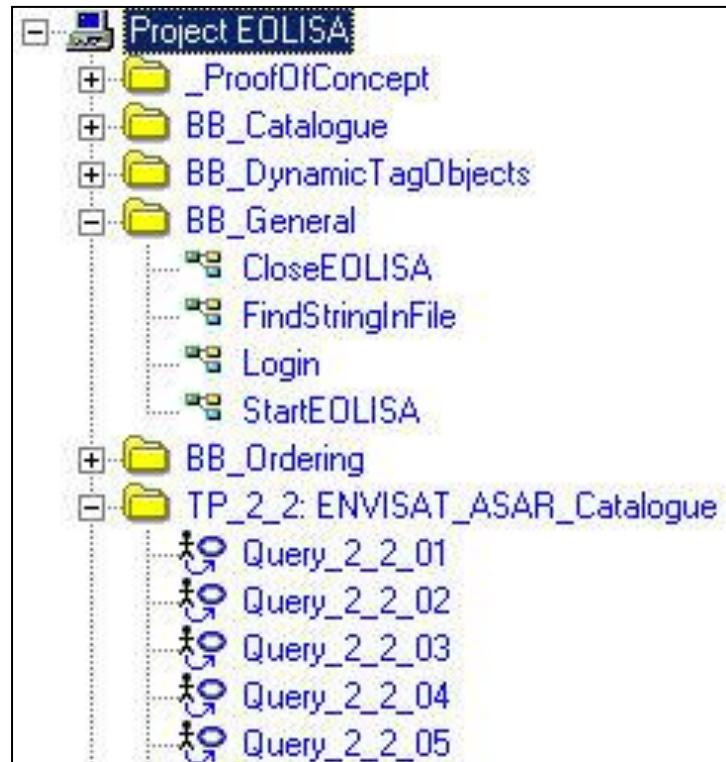 Project EOLISA
_ProofOfConcept
BB_Catalogue
BB_DynamicTagObjects
BB_General
CloseEOLISA
FindStringInFile
Login
StartEOLISA
BB_Ordering
TP_2_2: ENVISAT_ASAR_Catalogue
Query_2_2_01
Query_2_2_02
Query_2_2_03
Query_2_2_04
Query_2_2_05